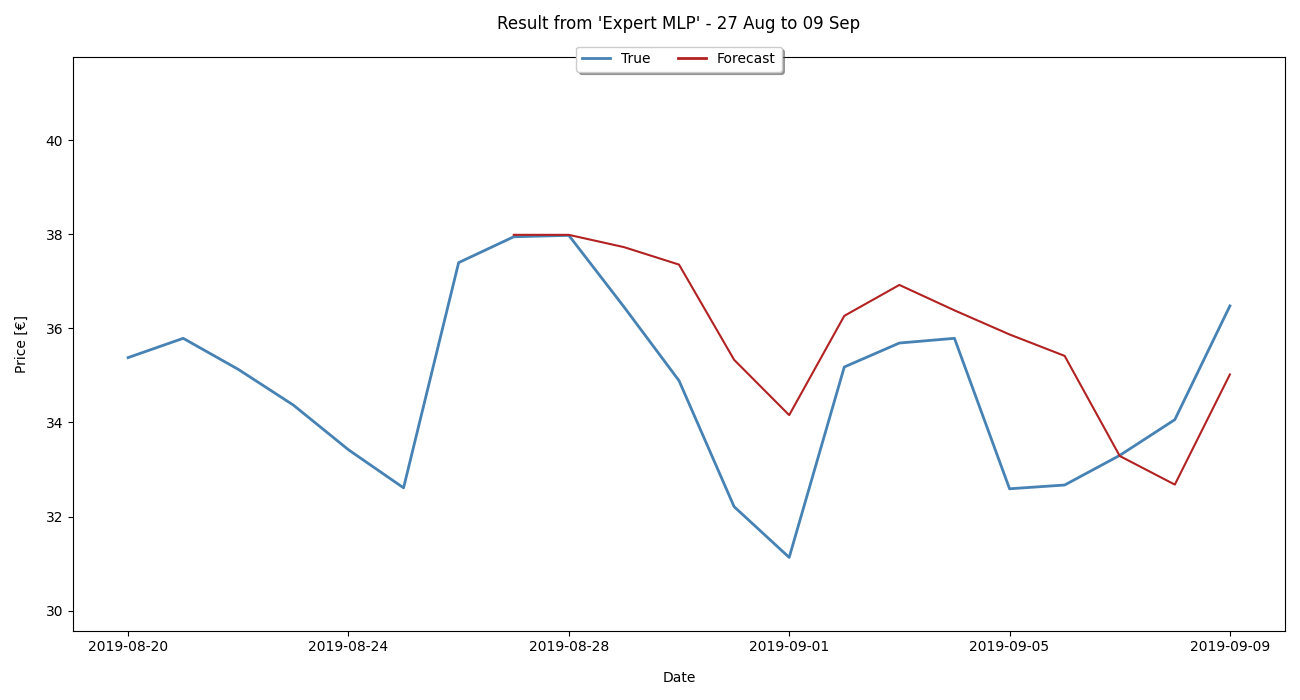 Result from 'Expert MLP' - 27 Aug to 09 Sep
True Forecast
40
38
36
34
32
30
Price [€]
2019-08-20 2019-08-24 2019-08-28 2019-09-01 2019-09-05 2019-09-09
Date